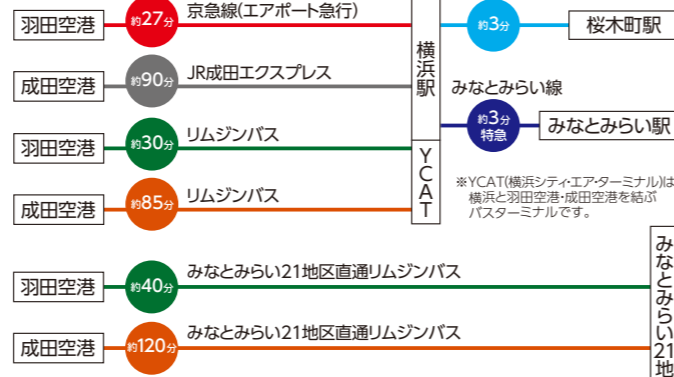 羽田空港
約27分
京急線(エアポート急行)
横浜駅
約3分
桜木町駅
成田空港
約90分
JR成田エクスプレス
みなとみらい線
約3分
特急
みなとみらい駅
羽田空港
約30分
リムジンバス
YCAT
成田空港
約85分
リムジンバス
※YCAT(横浜シティ・エア・ターミナル)は
横浜と羽田空港・成田空港を結ぶ
バスターミナルです。
羽田空港
約40分
みなとみらい21地区直通リムジンバス
みなとみらい21地
成田空港
約120分
みなとみらい21地区直通リムジンバス